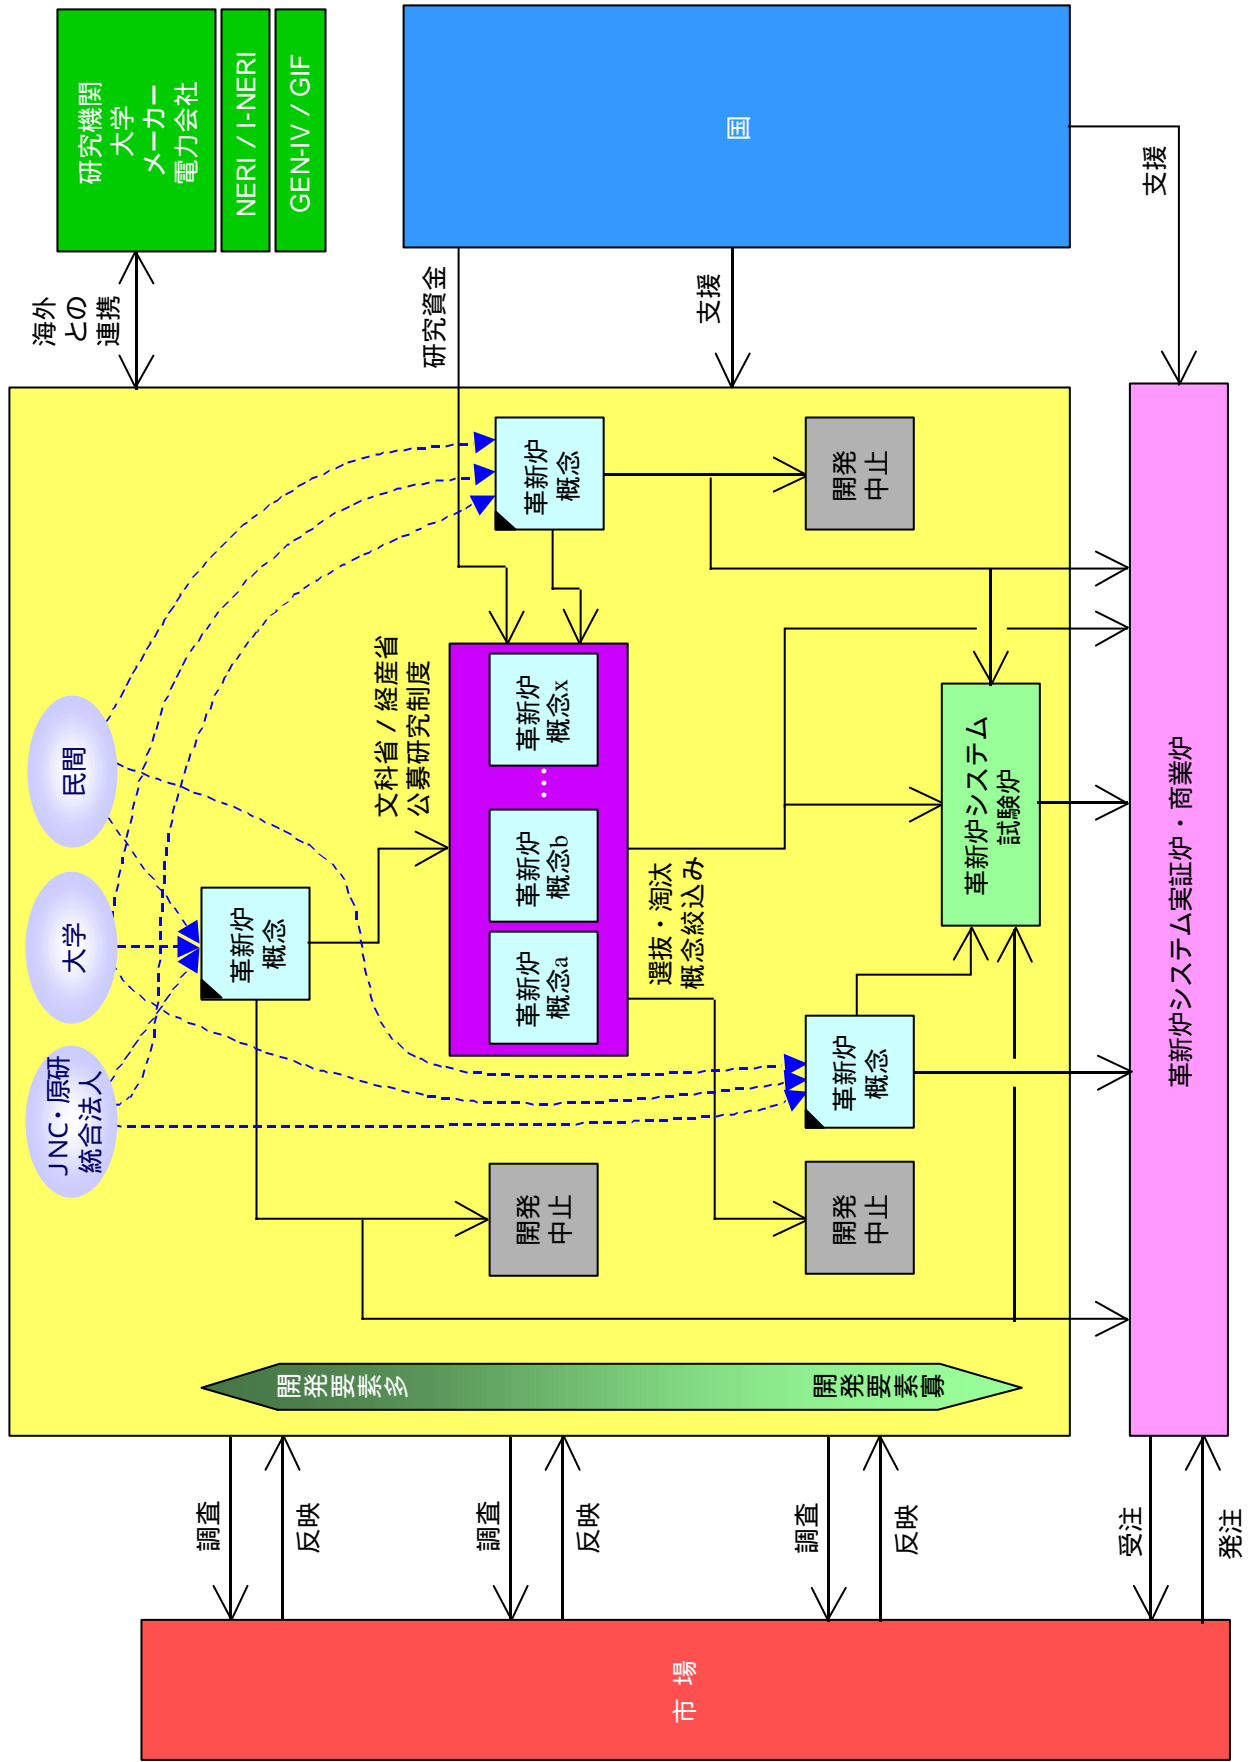 研究機関
大学
メーカー
電力会社
NERI / I-NERI
GEN-IV / GIF
海外
との
連携
国
研究資金
支援
支援
民間
大学
JNC・原研
統合法人
革新炉
概念
革新炉
概念
文科省 / 経産省
公募研究制度
革新炉
概念a
革新炉
概念b
…
革新炉
概念x
選抜・淘汰
概念絞込み
開発
中止
開発
中止
開発
中止
革新炉
概念
革新炉システム
試験炉
革新炉システム実証炉・商業炉
開発要素多
開発要素寡
調査
反映
調査
反映
調査
反映
受注
発注
市 場